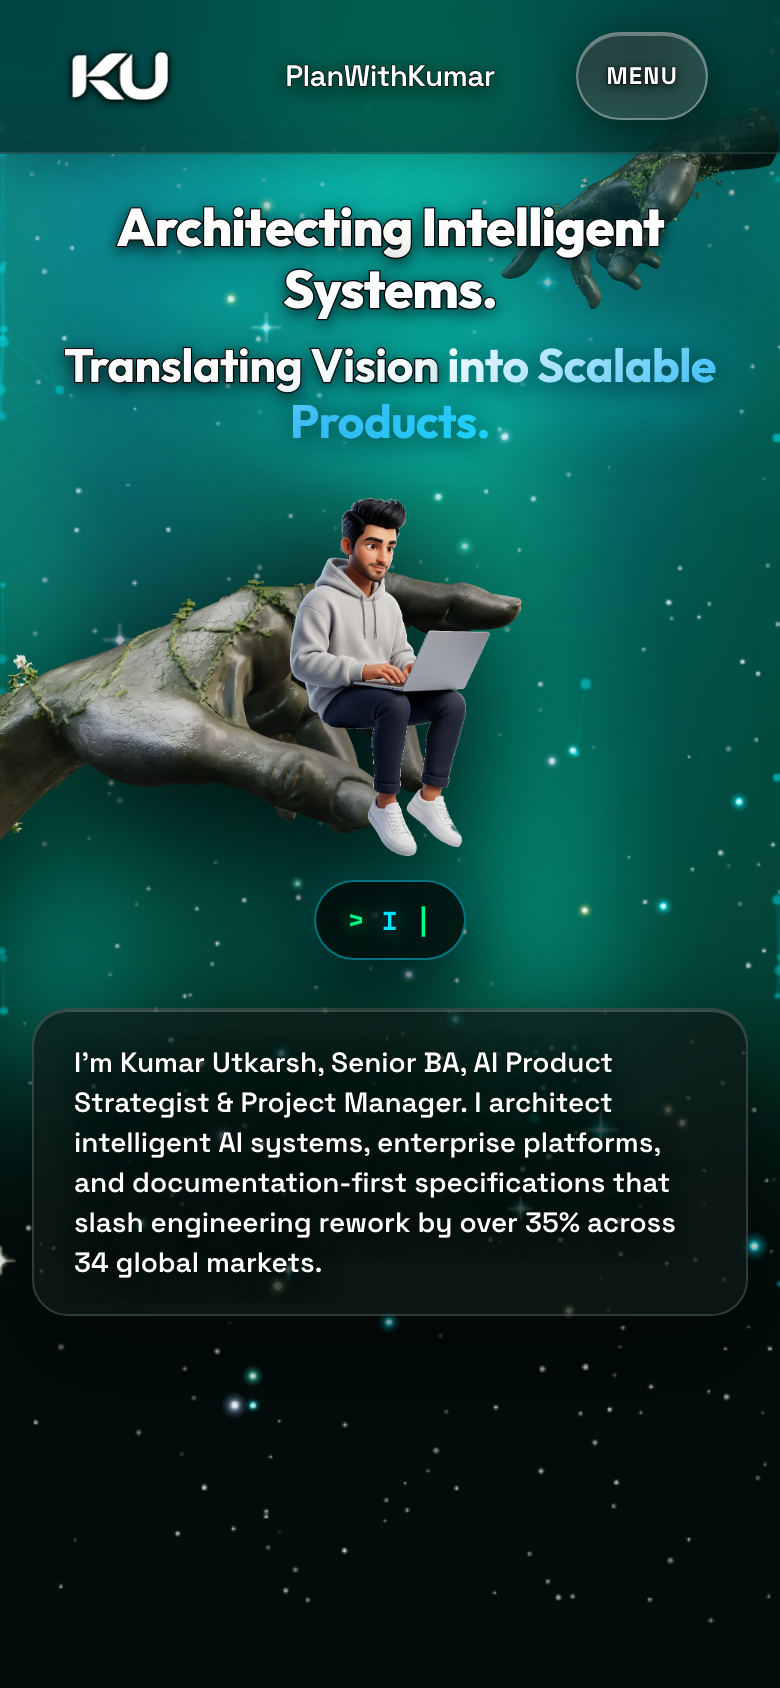 KU
PlanWithKumar
MENU
Architecting Intelligent
Systems.
Translating Vision into Scalable
Products.
> I |
I'm Kumar Utkarsh, Senior BA, AI Product
Strategist & Project Manager. I architect
intelligent AI systems, enterprise platforms,
and documentation-first specifications that
slash engineering rework by over 35% across
34 global markets.